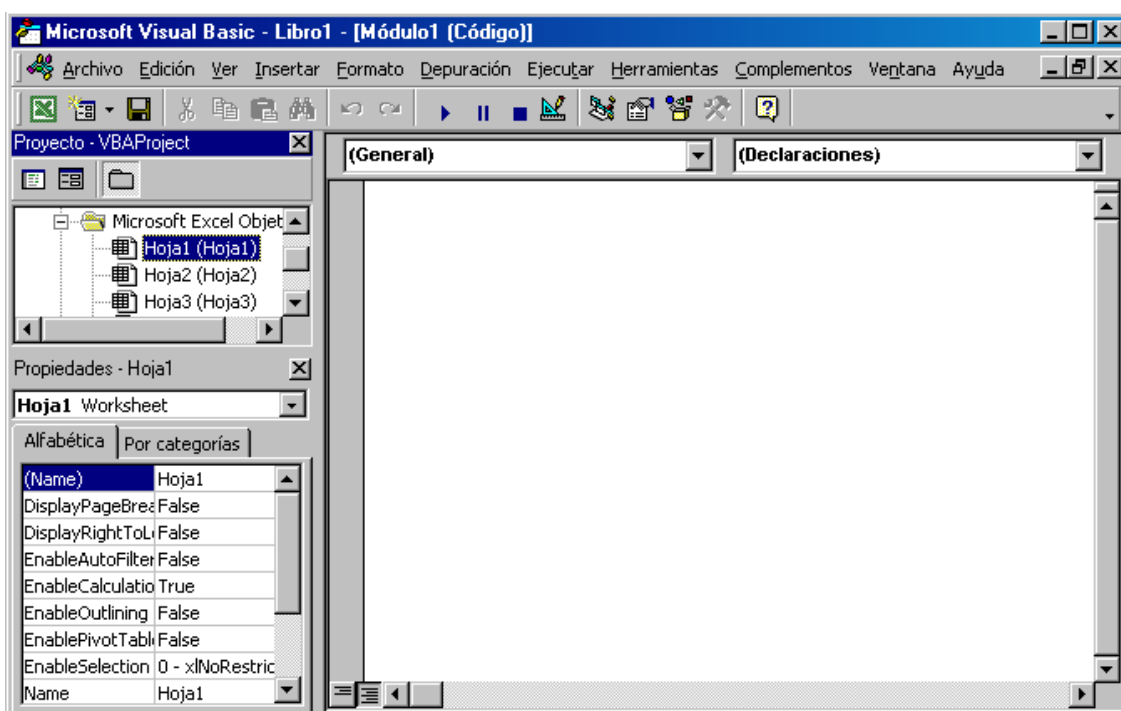 Microsoft Visual Basic - Libro1 - [Módulo1 (Código)]
Archivo Edición Ver Insertar Formato Depuración Ejecutar Herramientas Complementos Ventana Ayuda
Proyecto - VBAProject
Microsoft Excel Objet
Hoja1 (Hoja1)
Hoja2 (Hoja2)
Hoja3 (Hoja3)
Propiedades - Hoja1
Hoja1 Worksheet
Alfabética Por categorías
(Name) Hoja1
DisplayPageBrea False
DisplayRightToL False
EnableAutoFilter False
EnableCalculatio True
EnableOutlining False
EnablePivotTabl False
EnableSelection 0 - xlNoRestric
Name Hoja1
(General) (Declaraciones)